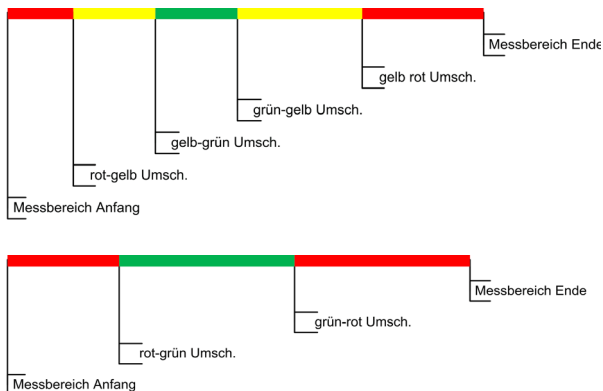 Messbereich Ende
gelb rot Umsch.
grün-gelb Umsch.
gelb-grün Umsch.
rot-gelb Umsch.
Messbereich Anfang
Messbereich Ende
grün-rot Umsch.
rot-grün Umsch.
Messbereich Anfang